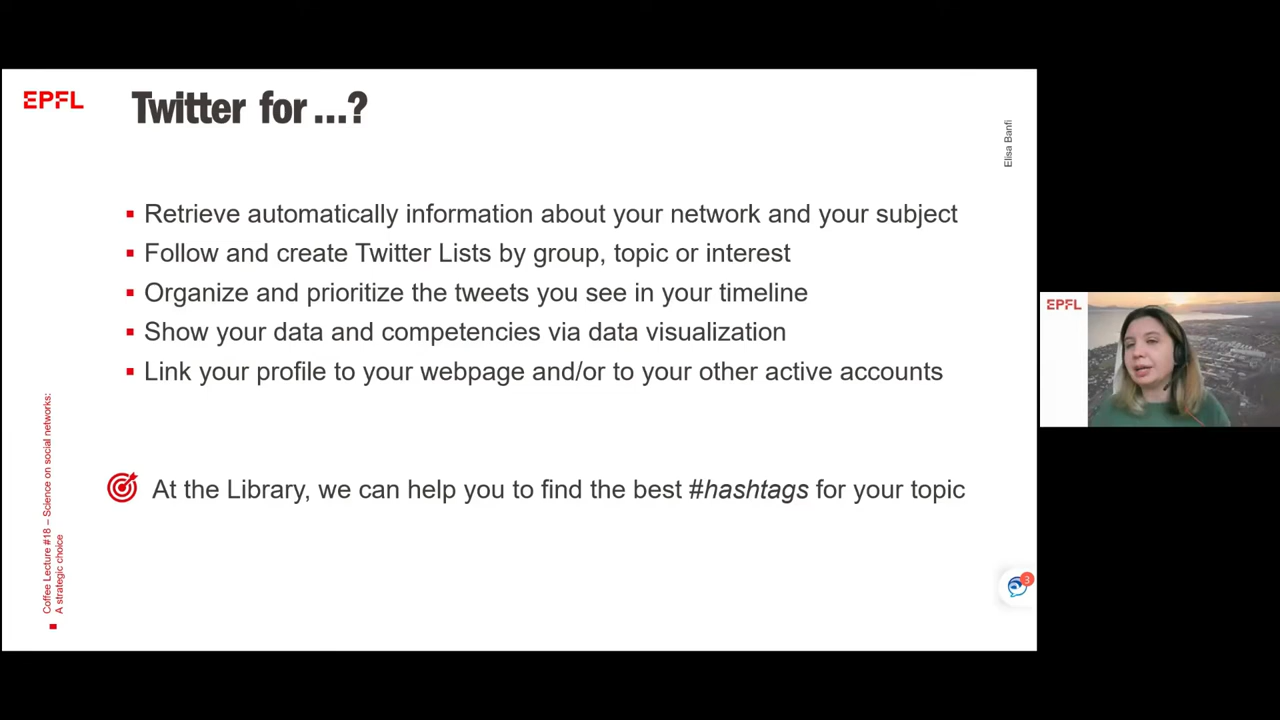 EPFL
Twitter for ...?
Elisa Banfi
Retrieve automatically information about your network and your subject
Follow and create Twitter Lists by group, topic or interest
Organize and prioritize the tweets you see in your timeline
Show your data and competencies via data visualization
Link your profile to your webpage and/or to your other active accounts
At the Library, we can help you to find the best #hashtags for your topic
Coffee Lecture #18 – Science on social networks:
A strategic choice
3
EPFL